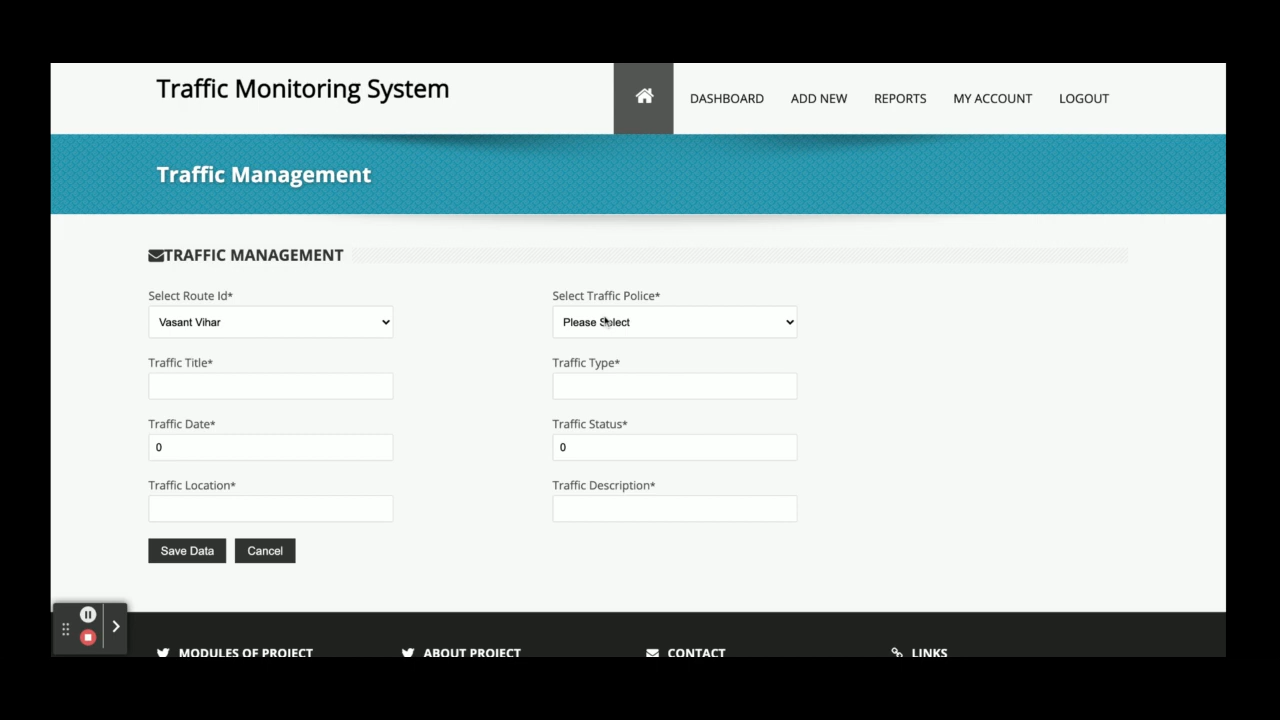 Traffic Monitoring System
DASHBOARD ADD NEW REPORTS MY ACCOUNT LOGOUT
Traffic Management
TRAFFIC MANAGEMENT
Select Route Id* Select Traffic Police*
Vasant Vihar Please Select
Traffic Title* Traffic Type*
Traffic Date* Traffic Status*
0 0
Traffic Location* Traffic Description*
Save Data Cancel
MODULES OF PROJECT ABOUT PROJECT CONTACT LINKS